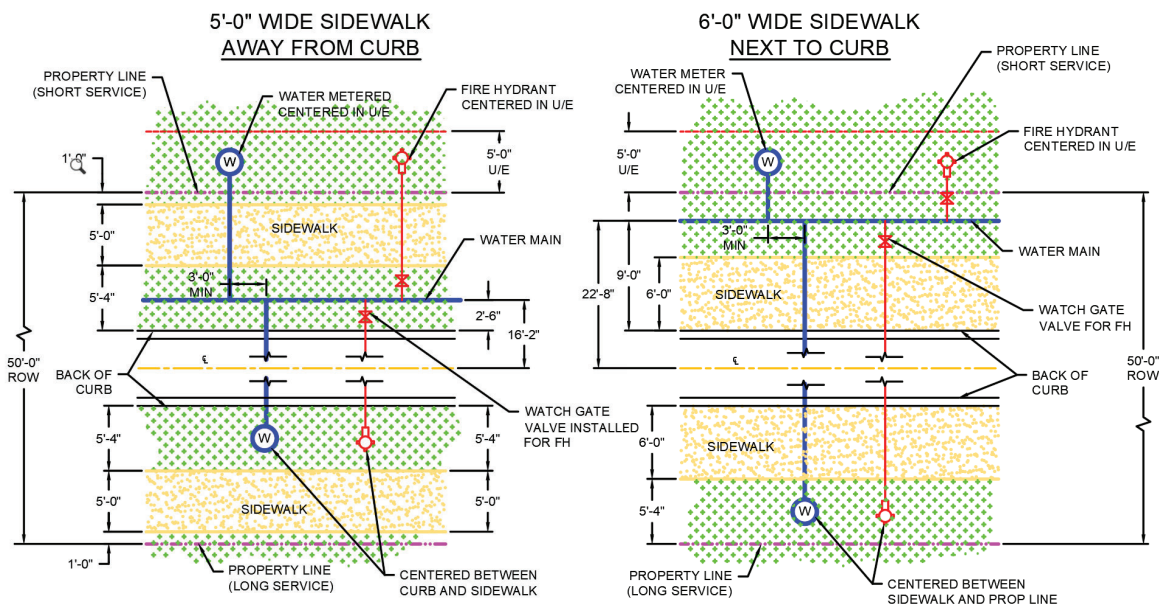 5'-0" WIDE SIDEWALK
AWAY FROM CURB
PROPERTY LINE
(SHORT SERVICE)
WATER METERED
CENTERED IN U/E
FIRE HYDRANT
CENTERED IN U/E
1'-0"
5'-0"
U/E
W
5'-0"
SIDEWALK
WATER MAIN
3'-0"
MIN
5'-4"
2'-6"
16'-2"
50'-0"
ROW
℄
BACK OF
CURB
5'-4"
W
5'-4"
WATCH GATE
VALVE INSTALLED
FOR FH
5'-0"
SIDEWALK
5'-0"
1'-0"
PROPERTY LINE
(LONG SERVICE)
CENTERED BETWEEN
CURB AND SIDEWALK
6'-0" WIDE SIDEWALK
NEXT TO CURB
WATER METER
CENTERED IN U/E
PROPERTY LINE
(SHORT SERVICE)
FIRE HYDRANT
CENTERED IN U/E
5'-0"
U/E
W
3'-0"
MIN
WATER MAIN
9'-0"
22'-8"
6'-0"
SIDEWALK
WATCH GATE
VALVE FOR FH
℄
50'-0"
ROW
BACK OF
CURB
6'-0"
SIDEWALK
5'-4"
W
PROPERTY LINE
(LONG SERVICE)
CENTERED BETWEEN
SIDEWALK AND PROP LINE